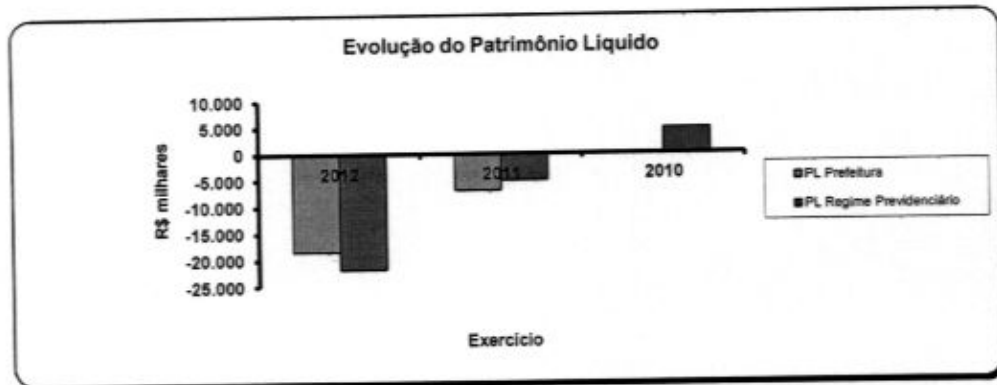 Evolução do Patrimônio Liquido
R$ milhares
10.000
5.000
0
-5.000
-10.000
-15.000
-20.000
-25.000
2012
2011
2010
PL Prefeitura
PL Regime Previdenciário
Exercício